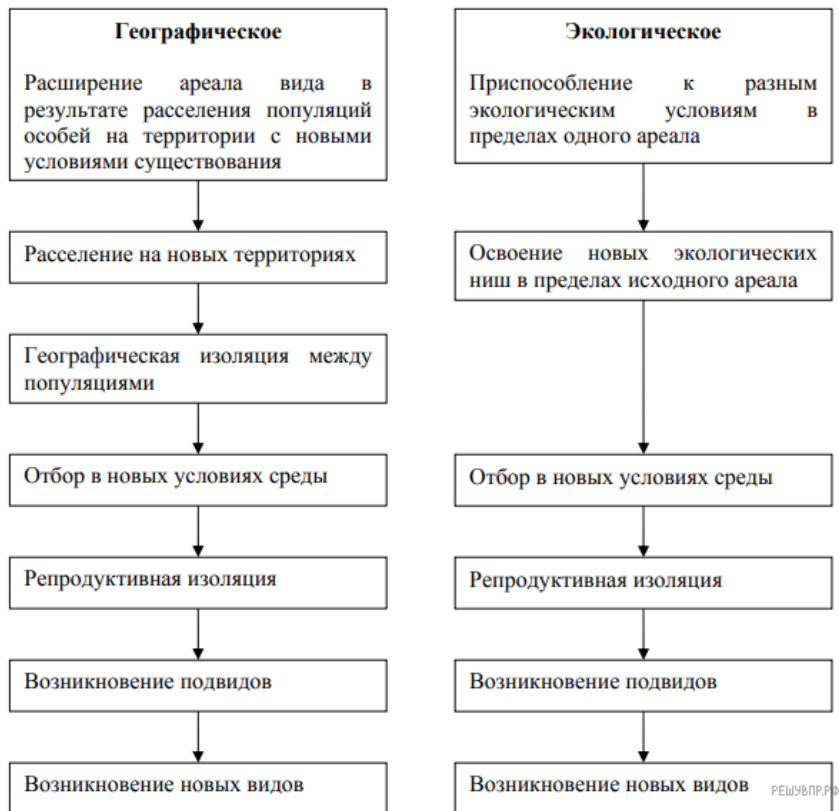 Географическое
Расширение ареала вида в
результате расселения популяций
особей на территории с новыми
условиями существования
Расселение на новых территориях
Географическая изоляция между
популяциями
Отбор в новых условиях среды
Репродуктивная изоляция
Возникновение подвидов
Возникновение новых видов
Экологическое
Приспособление к разным
экологическим условиям в
пределах одного ареала
Освоение новых экологических
ниш в пределах исходного ареала
Отбор в новых условиях среды
Репродуктивная изоляция
Возникновение подвидов
Возникновение новых видов
РЕШУВПР.РФ